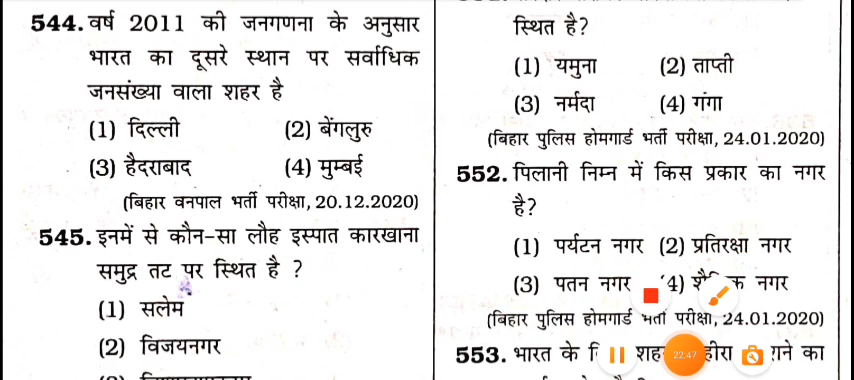 544. वर्ष 2011 की जनगणना के अनुसार
भारत का दूसरे स्थान पर सर्वाधिक
जनसंख्या वाला शहर है
(1) दिल्ली (2) बेंगलुरु
(3) हैदराबाद (4) मुम्बई
(बिहार वनपाल भर्ती परीक्षा, 20.12.2020)
545. इनमें से कौन-सा लौह इस्पात कारखाना
समुद्र तट पर स्थित है ?
(1) सलेम
(2) विजयनगर
स्थित है?
(1) यमुना (2) ताप्ती
(3) नर्मदा (4) गंगा
(बिहार पुलिस होमगार्ड भर्ती परीक्षा, 24.01.2020)
552. पिलानी निम्न में किस प्रकार का नगर
है?
(1) पर्यटन नगर (2) प्रतिरक्षा नगर
(3) पतन नगर 4) नगर
(बिहार पुलिस होमगार्ड भर्ती परीक्षा, 24.01.2020)
553. भारत के शह 22:47 हीरा का